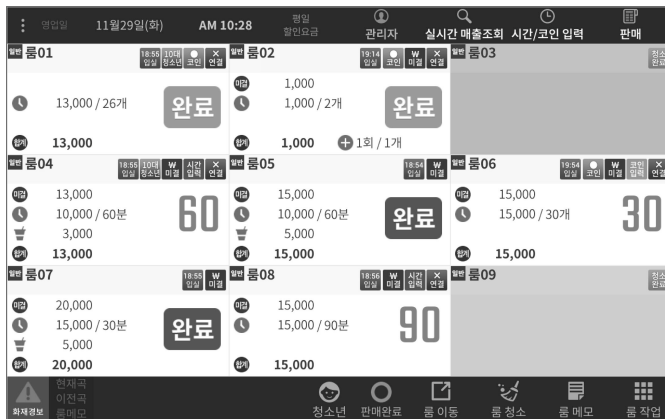 영업일 11월29일(화) AM 10:28 평일 할인요금 관리자 실시간 매출조회 시간/코인 입력 판매
일반 룸01 18:55 입실 10대 청소년 코인 × 연결
13,000 / 26개 완료
합계 13,000
일반 룸02 19:14 입실 코인 ₩ 미결 × 연결
미결 1,000
1,000 / 2개 완료
합계 1,000 + 1회 / 1개
일반 룸03 청소 완료
일반 룸04 18:55 입실 10대 청소년 ₩ 미결 시간 입력 × 연결
미결 13,000
10,000 / 60분 60
3,000
합계 13,000
일반 룸05 18:54 입실 ₩ 미결
미결 15,000
10,000 / 60분 완료
5,000
합계 15,000
일반 룸06 19:54 입실 코인 ₩ 미결 코인 입력 × 연결
미결 15,000
15,000 / 30개 30
합계 15,000
일반 룸07 18:55 입실 ₩ 미결
미결 20,000
15,000 / 30분 완료
5,000
합계 20,000
일반 룸08 18:56 입실 ₩ 미결 시간 입력 × 연결
미결 15,000
15,000 / 90분 90
합계 15,000
일반 룸09 청소 완료
화재경보
현재곡
이전곡
룸메모
청소년 판매완료 룸 이동 룸 청소 룸 메모 룸 작업